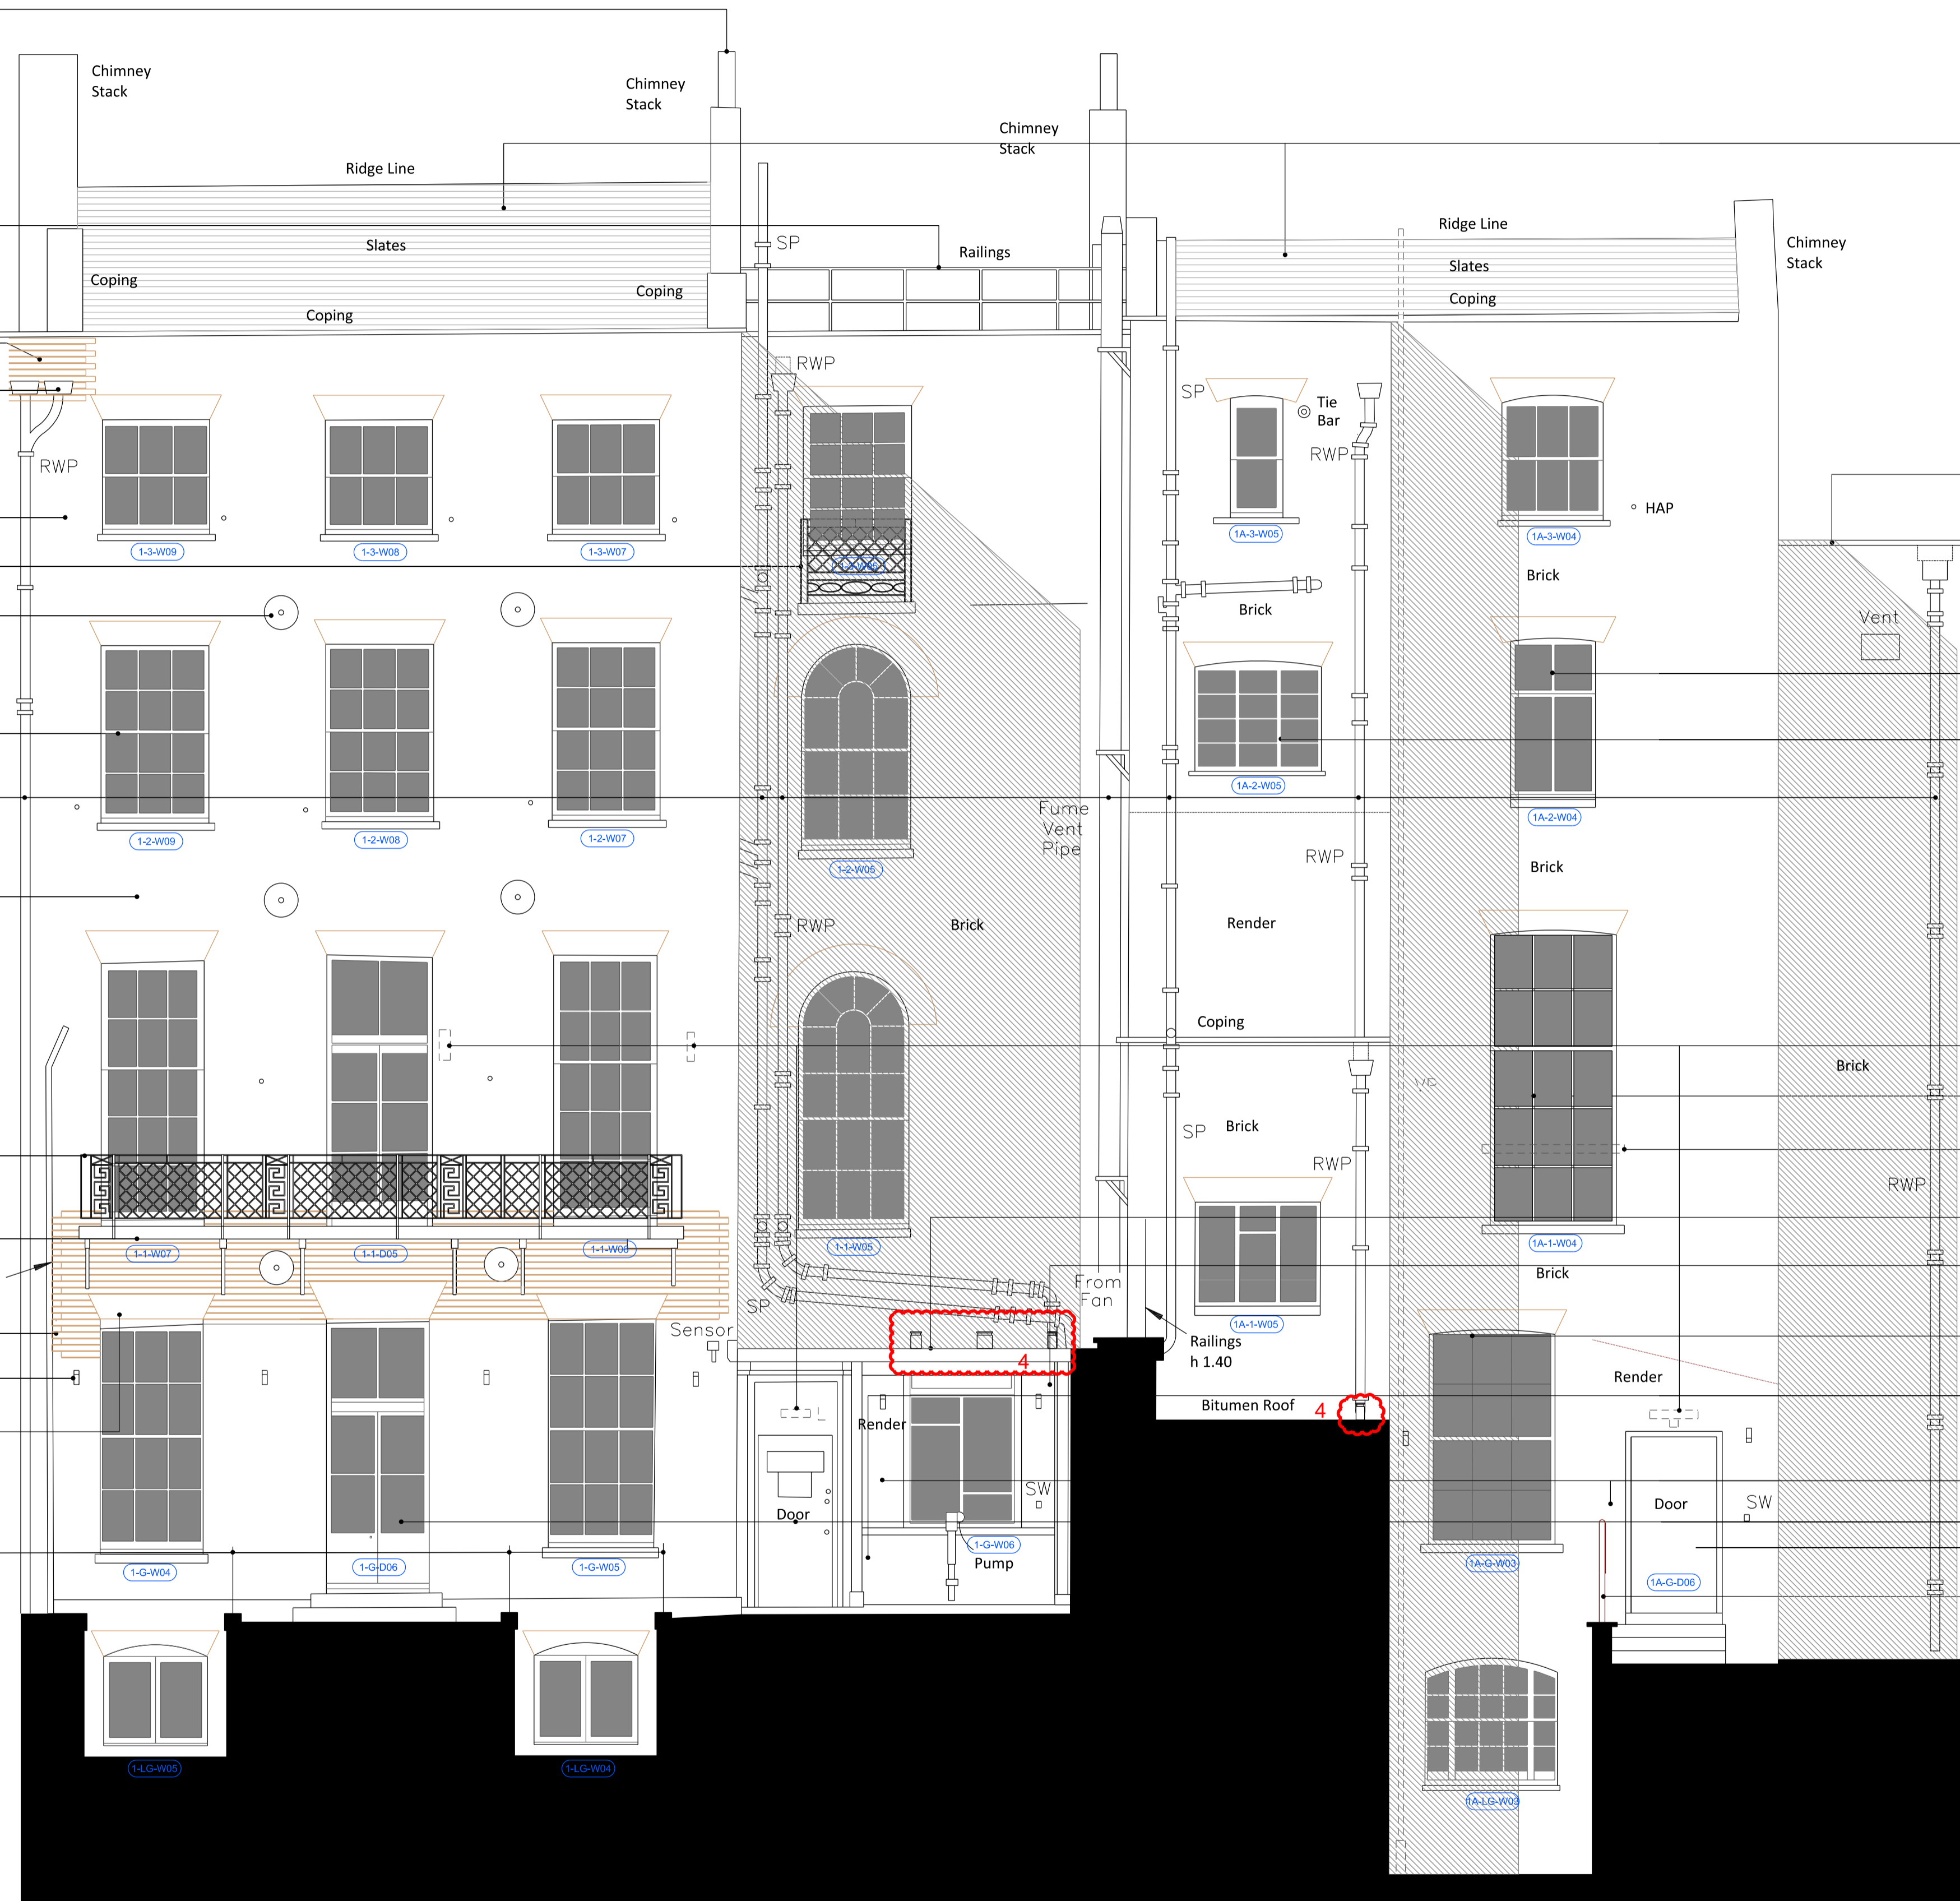 Chimney
Stack
Chimney
Stack
Chimney
Stack
Ridge Line
Ridge Line
Chimney
Stack
SP
Railings
Slates
Slates
Coping
Coping
Coping
Coping
RWP
SP
Tie
Bar
RWP
RWP
HAP
1-3-W09
1-3-W08
1-3-W07
1A-3-W05
1A-3-W04
Brick
Brick
Vent
1A-2-W05
Fume
Vent
Pipe
1A-2-W04
1-2-W09
1-2-W08
1-2-W07
1-2-W05
RWP
Brick
RWP
Brick
Render
Coping
Brick
SP
Brick
RWP
RWP
1-1-W07
1-1-D05
1-1-W06
1-1-W05
1A-1-W04
Brick
From
Fan
SP
Sensor
1A-1-W05
Railings
h 1.40
4
Render
Bitumen Roof
4
Render
SW
Door
Door
SW
1-G-W04
1-G-D06
1-G-W05
1-G-W06
Pump
1A-G-W03
1A-G-D06
1-LG-W05
1-LG-W04
1A-LG-W03